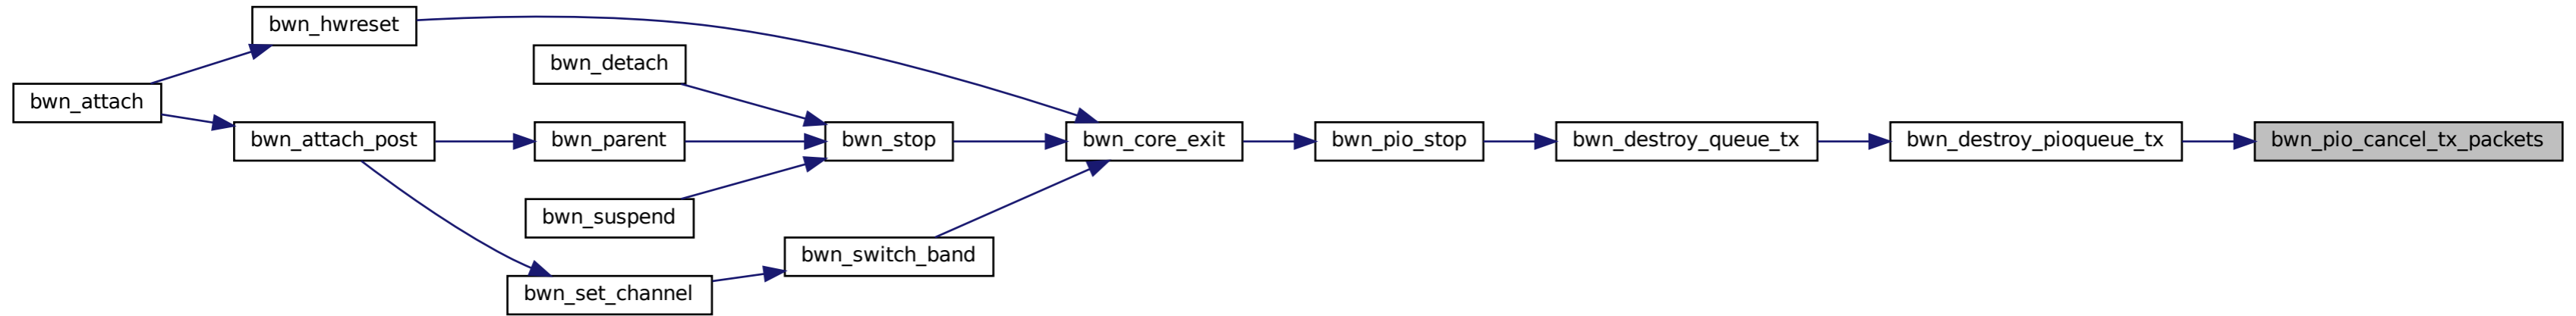 bwn_hwreset
bwn_detach
bwn_attach
bwn_attach_post
bwn_parent
bwn_stop
bwn_core_exit
bwn_pio_stop
bwn_destroy_queue_tx
bwn_destroy_pioqueue_tx
bwn_pio_cancel_tx_packets
bwn_suspend
bwn_switch_band
bwn_set_channel